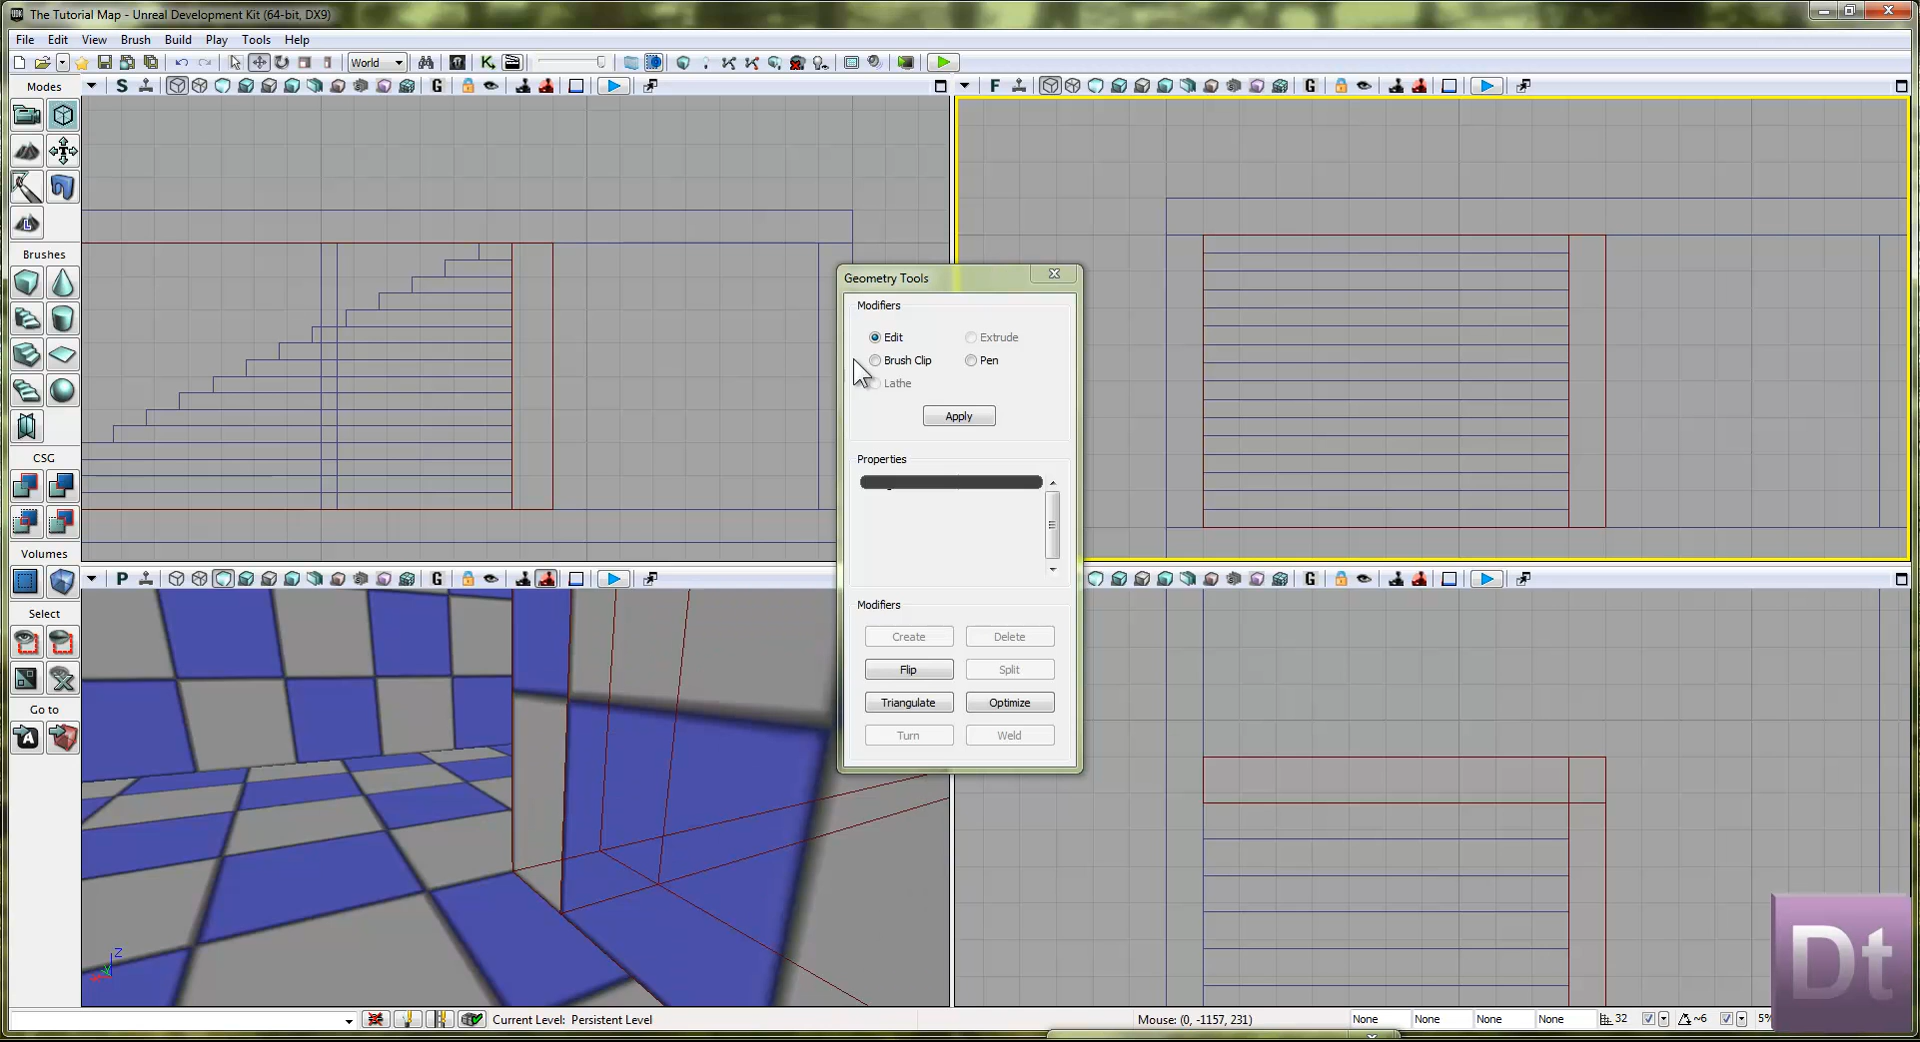 The Tutorial Map - Unreal Development Kit (64-bit, DX9)
File Edit View Brush Build Play Tools Help
World
Modes
S G
F G
Brushes
CSG
Volumes
Select
Go to
P G
G
Geometry Tools
Modifiers
Edit Extrude
Brush Clip Pen
Lathe
Apply
Properties
Modifiers
Create Delete
Flip Split
Triangulate Optimize
Turn Weld
Z
Dt
Current Level: Persistent Level
Mouse: (0, -1157, 231)
None None None None
32
~6
5%